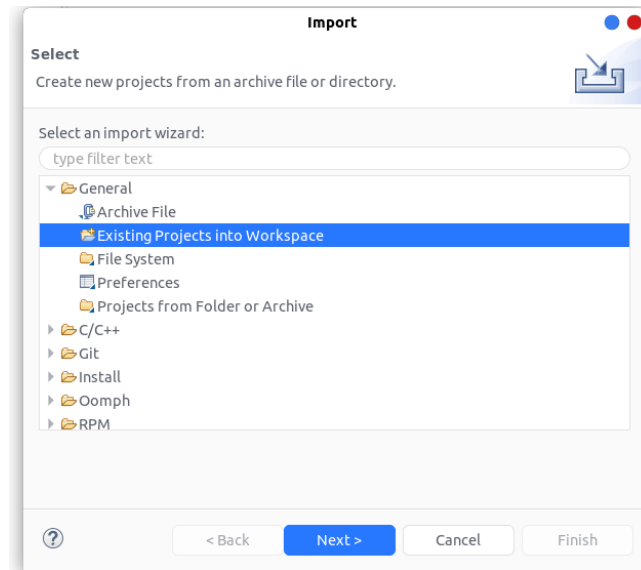 Import
Select
Create new projects from an archive file or directory.
Select an import wizard:
type filter text
General
Archive File
Existing Projects into Workspace
File System
Preferences
Projects from Folder or Archive
C/C++
Git
Install
Oomph
RPM
? < Back Next > Cancel Finish